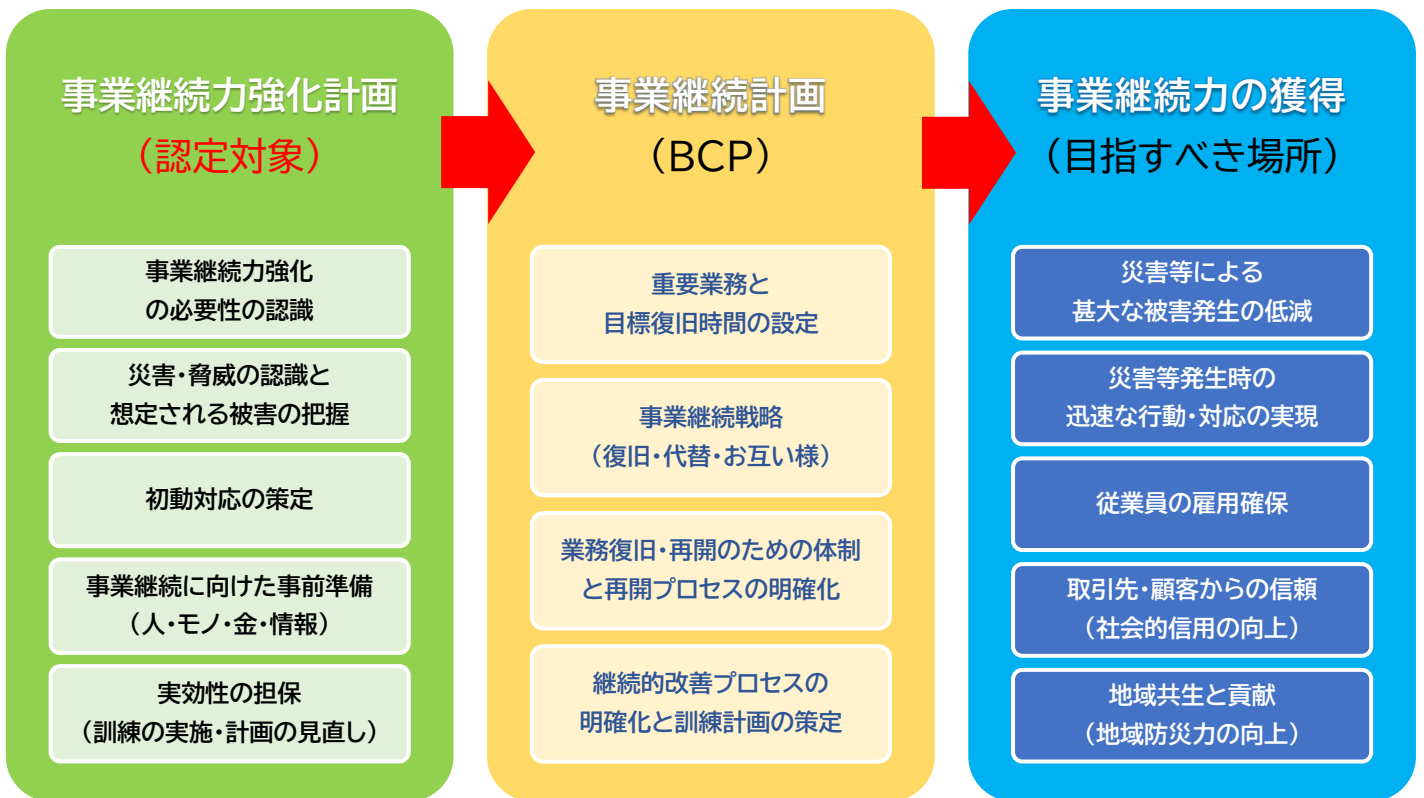 事業継続力強化計画
（認定対象）
事業継続力強化
の必要性の認識
災害・脅威の認識と
想定される被害の把握
初動対応の策定
事業継続に向けた事前準備
（人・モノ・金・情報）
実効性の担保
（訓練の実施・計画の見直し）
事業継続計画
（BCP）
重要業務と
目標復旧時間の設定
事業継続戦略
（復旧・代替・お互い様）
業務復旧・再開のための体制
と再開プロセスの明確化
継続的改善プロセスの
明確化と訓練計画の策定
事業継続力の獲得
（目指すべき場所）
災害等による
甚大な被害発生の低減
災害等発生時の
迅速な行動・対応の実現
従業員の雇用確保
取引先・顧客からの信頼
（社会的信用の向上）
地域共生と貢献
（地域防災力の向上）